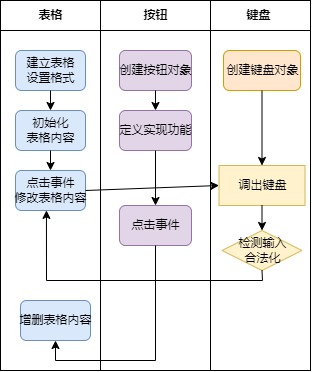 表格
按钮
键盘
建立表格
设置格式
创建按钮对象
创建键盘对象
初始化
表格内容
定义实现功能
点击事件
修改表格内容
调出键盘
点击事件
检测输入
合法化
增删表格内容